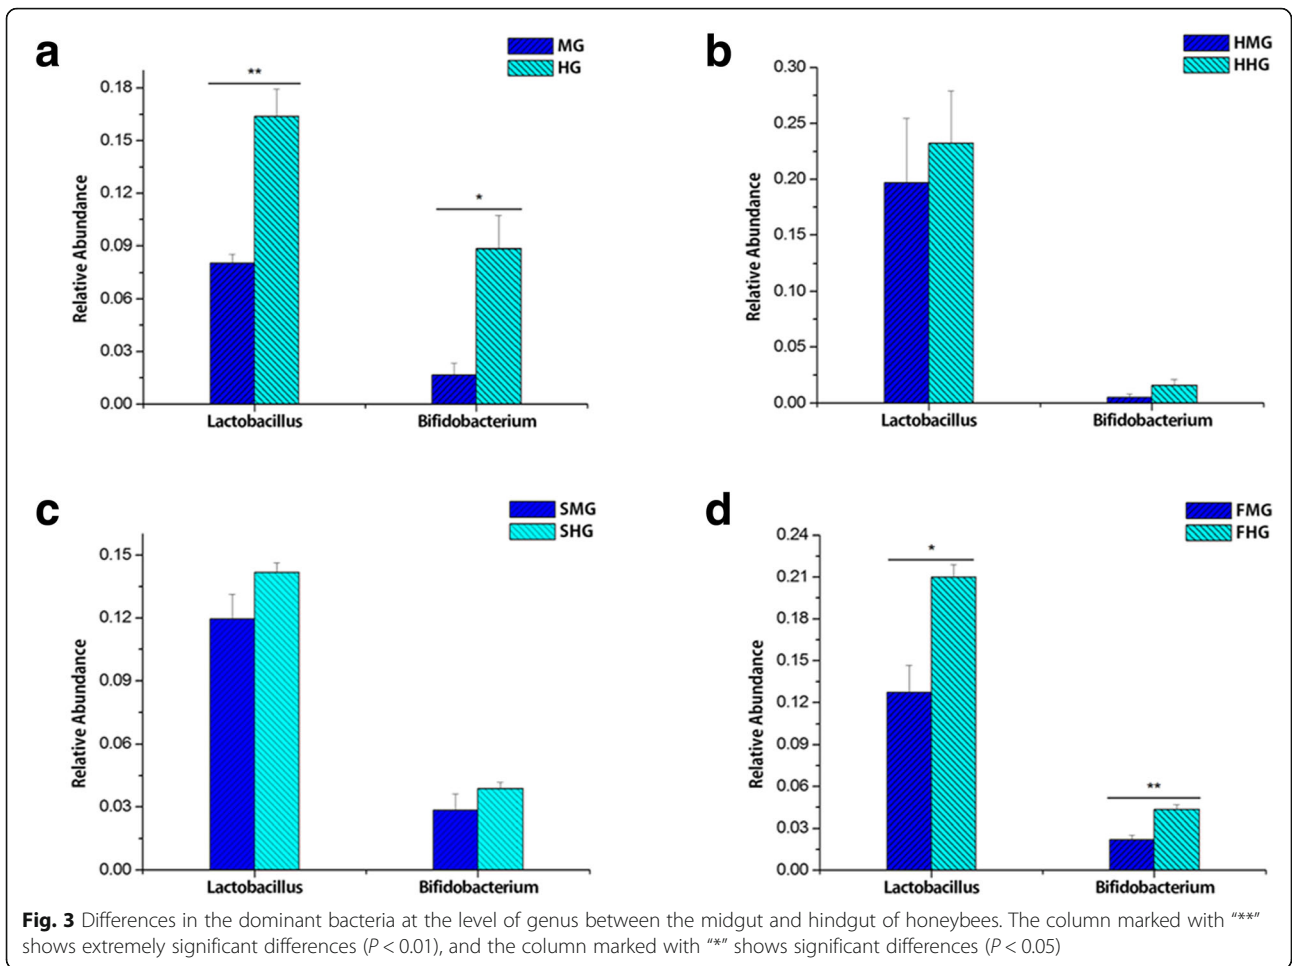 a
MG
HG
0.18
0.15
0.12
0.09
0.06
0.03
0.00
Relative Abundance
**
*
Lactobacillus
Bifidobacterium
b
HMG
HHG
0.30
0.25
0.20
0.15
0.10
0.05
0.00
Relative Abundance
Lactobacillus
Bifidobacterium
c
SMG
SHG
0.15
0.12
0.09
0.06
0.03
0.00
Relative Abundance
Lactobacillus
Bifidobacterium
d
FMG
FHG
0.24
0.21
0.18
0.15
0.12
0.09
0.06
0.03
0.00
Relative Abundance
*
**
Lactobacillus
Bifidobacterium
Fig. 3 Differences in the dominant bacteria at the level of genus between the midgut and hindgut of honeybees. The column marked with “**”
shows extremely significant differences (P < 0.01), and the column marked with “*” shows significant differences (P < 0.05)